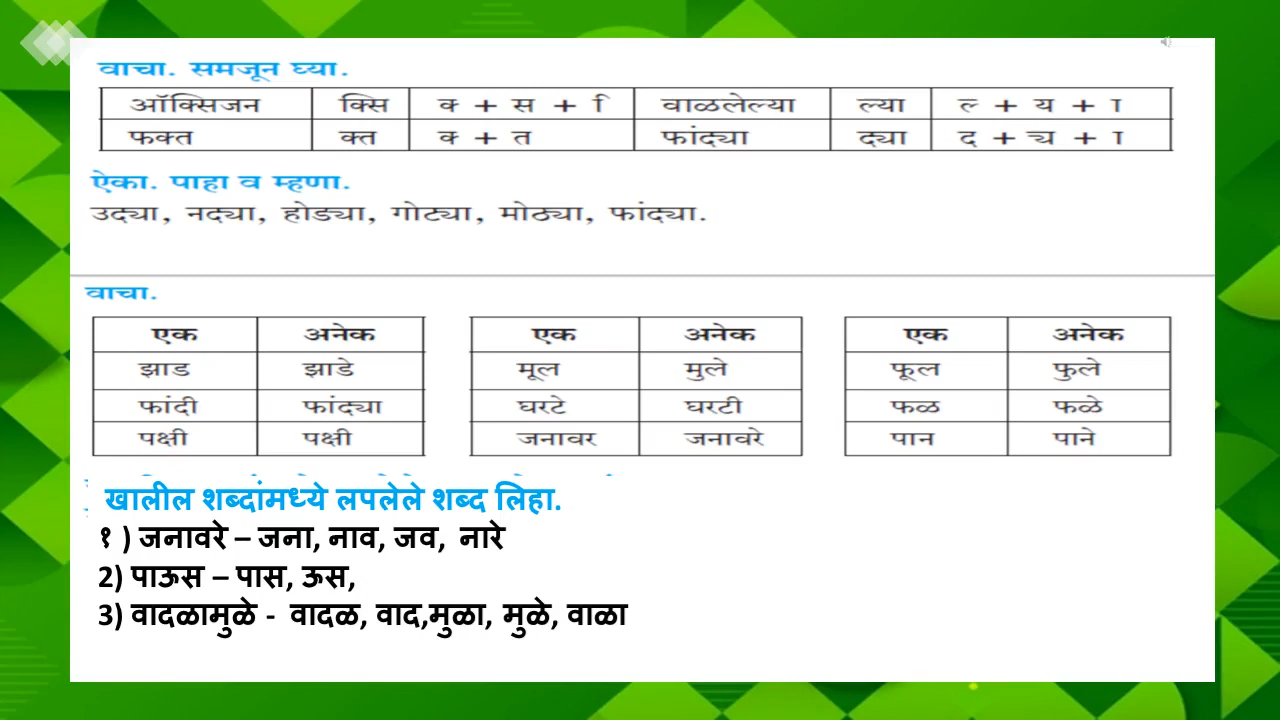 वाचा. समजून घ्या.
ऑक्सिजन क्सि क् + स + ि वाळलेल्या ल्या ल् + य + ा
फक्त क्त क् + त फांद्या द्या द् + य + ा
ऐका. पाहा व म्हणा.
उद्या, नद्या, होड्या, गोट्या, मोठ्या, फांद्या.
वाचा.
एक अनेक एक अनेक एक अनेक
झाड झाडे मूल मुले फूल फुले
फांदी फांद्या घरटे घरटी फळ फळे
पक्षी पक्षी जनावर जनावरे पान पाने
खालील शब्दांमध्ये लपलेले शब्द लिहा.
१ ) जनावरे – जना, नाव, जव, नारे
2) पाऊस – पास, ऊस,
3) वादळामुळे - वादळ, वाद,मुळा, मुळे, वाळा